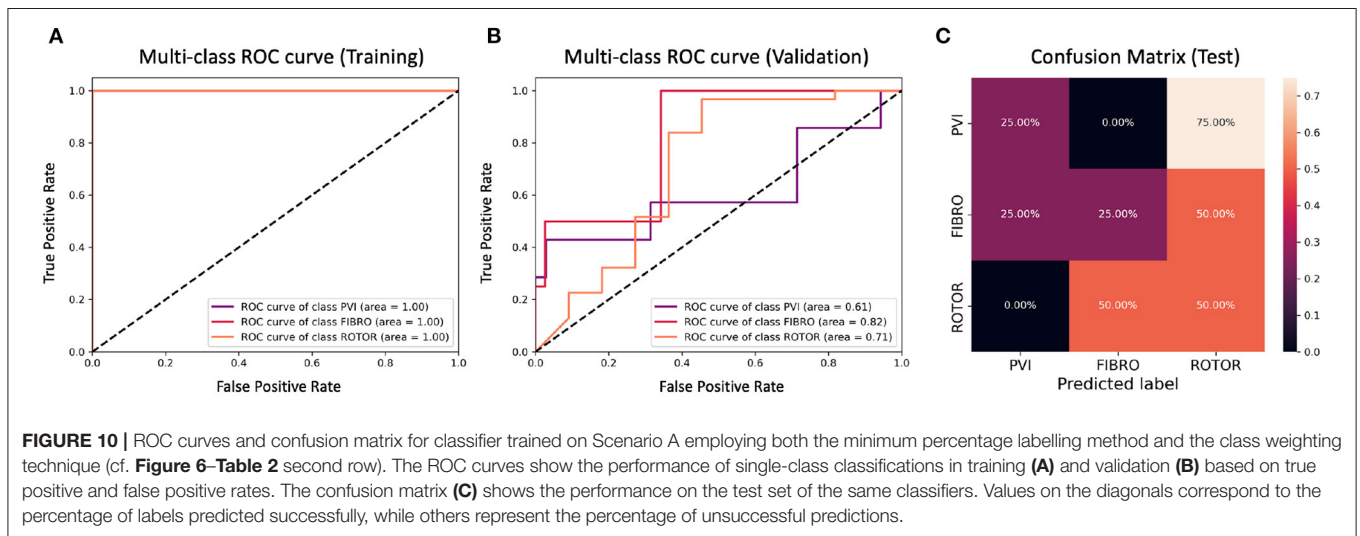 A
Multi-class ROC curve (Training)
True Positive Rate
1.0
0.8
0.6
0.4
0.2
0.0
ROC curve of class PVI (area = 1.00)
ROC curve of class FIBRO (area = 1.00)
ROC curve of class ROTOR (area = 1.00)
0.0 0.2 0.4 0.6 0.8 1.0
False Positive Rate
B
Multi-class ROC curve (Validation)
True Positive Rate
1.0
0.8
0.6
0.4
0.2
0.0
ROC curve of class PVI (area = 0.61)
ROC curve of class FIBRO (area = 0.82)
ROC curve of class ROTOR (area = 0.71)
0.0 0.2 0.4 0.6 0.8 1.0
False Positive Rate
C
Confusion Matrix (Test)
PVI
25.00% 0.00% 75.00%
FIBRO
25.00% 25.00% 50.00%
ROTOR
0.00% 50.00% 50.00%
PVI FIBRO ROTOR
Predicted label
0.7
0.6
0.5
0.4
0.3
0.2
0.1
0.0
FIGURE 10 | ROC curves and confusion matrix for classifier trained on Scenario A employing both the minimum percentage labelling method and the class weighting
technique (cf. Figure 6–Table 2 second row). The ROC curves show the performance of single-class classifications in training (A) and validation (B) based on true
positive and false positive rates. The confusion matrix (C) shows the performance on the test set of the same classifiers. Values on the diagonals correspond to the
percentage of labels predicted successfully, while others represent the percentage of unsuccessful predictions.